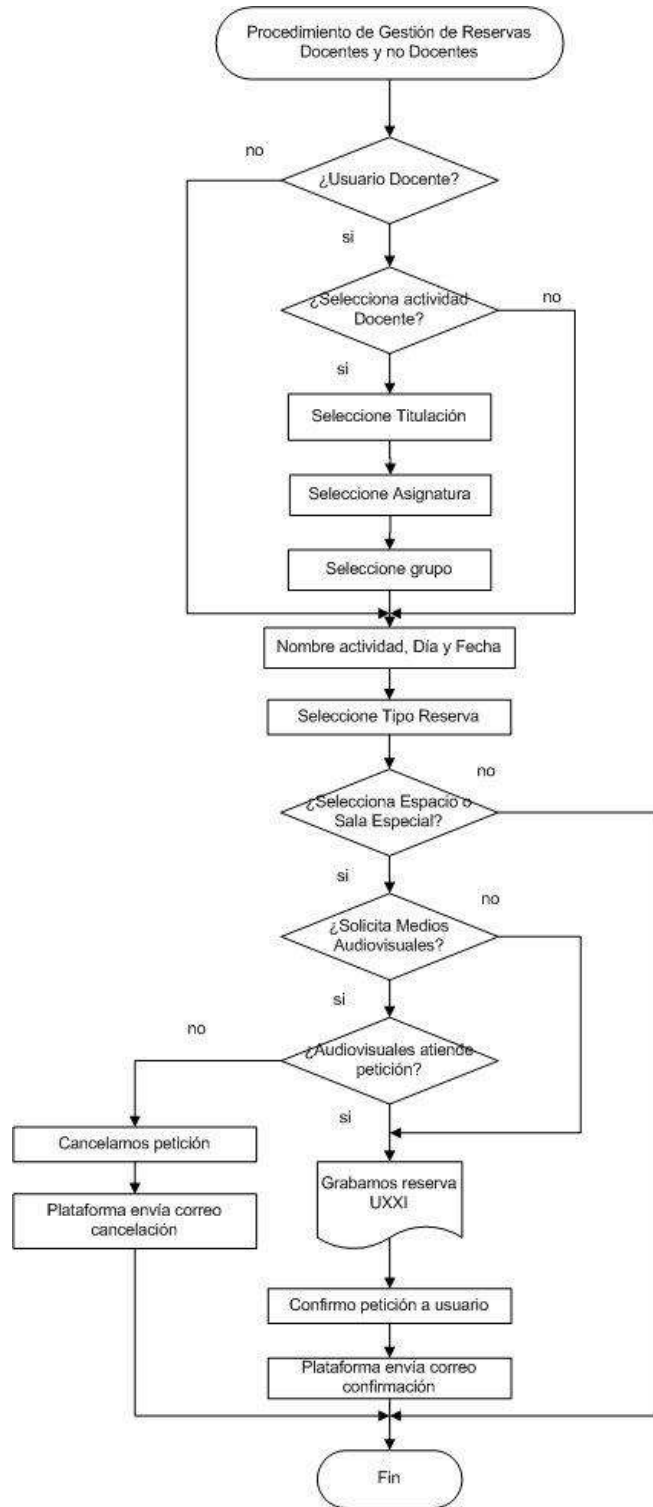 Procedimiento de Gestión de Reservas
Docentes y no Docentes
no
¿Usuario Docente?
si
¿Selecciona actividad
Docente?
no
si
Seleccione Titulación
Seleccione Asignatura
Seleccione grupo
Nombre actividad, Día y Fecha
Seleccione Tipo Reserva
no
¿Selecciona Espacio o
Sala Especial?
si
no
¿Solicita Medios
Audiovisuales?
si
no
¿Audiovisuales atiende
petición?
si
Cancelamos petición
Grabamos reserva
UXXI
Plataforma envía correo
cancelación
Confirmo petición a usuario
Plataforma envía correo
confirmación
Fin